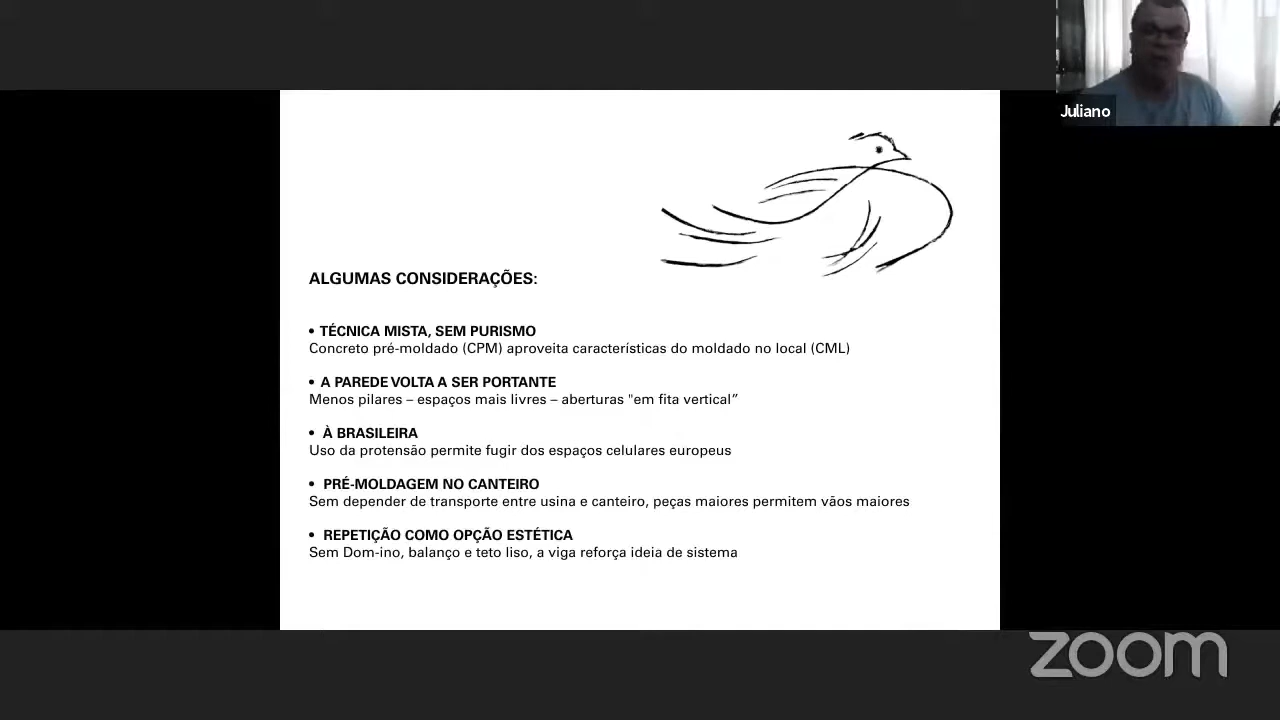 Juliano
ALGUMAS CONSIDERAÇÕES:
• TÉCNICA MISTA, SEM PURISMO
Concreto pré-moldado (CPM) aproveita características do moldado no local (CML)
• A PAREDE VOLTA A SER PORTANTE
Menos pilares – espaços mais livres – aberturas "em fita vertical”
• À BRASILEIRA
Uso da protensão permite fugir dos espaços celulares europeus
• PRÉ-MOLDAGEM NO CANTEIRO
Sem depender de transporte entre usina e canteiro, peças maiores permitem vãos maiores
• REPETIÇÃO COMO OPÇÃO ESTÉTICA
Sem Dom-ino, balanço e teto liso, a viga reforça ideia de sistema
zoom